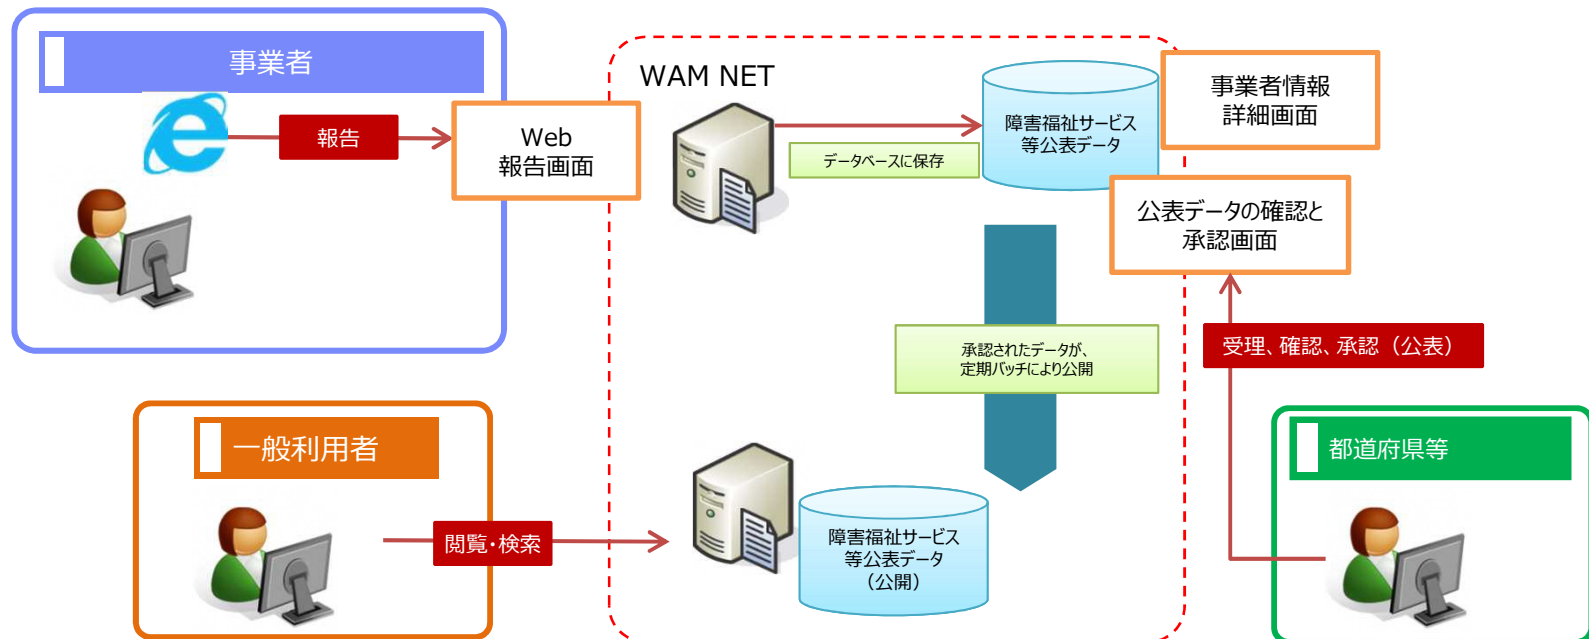 事業者
報告
Web
報告画面
WAM NET
データベースに保存
障害福祉サービス
等公表データ
事業者情報
詳細画面
公表データの確認と
承認画面
承認されたデータが、
定期バッチにより公開
受理、確認、承認（公表）
一般利用者
閲覧・検索
障害福祉サービス
等公表データ
（公開）
都道府県等